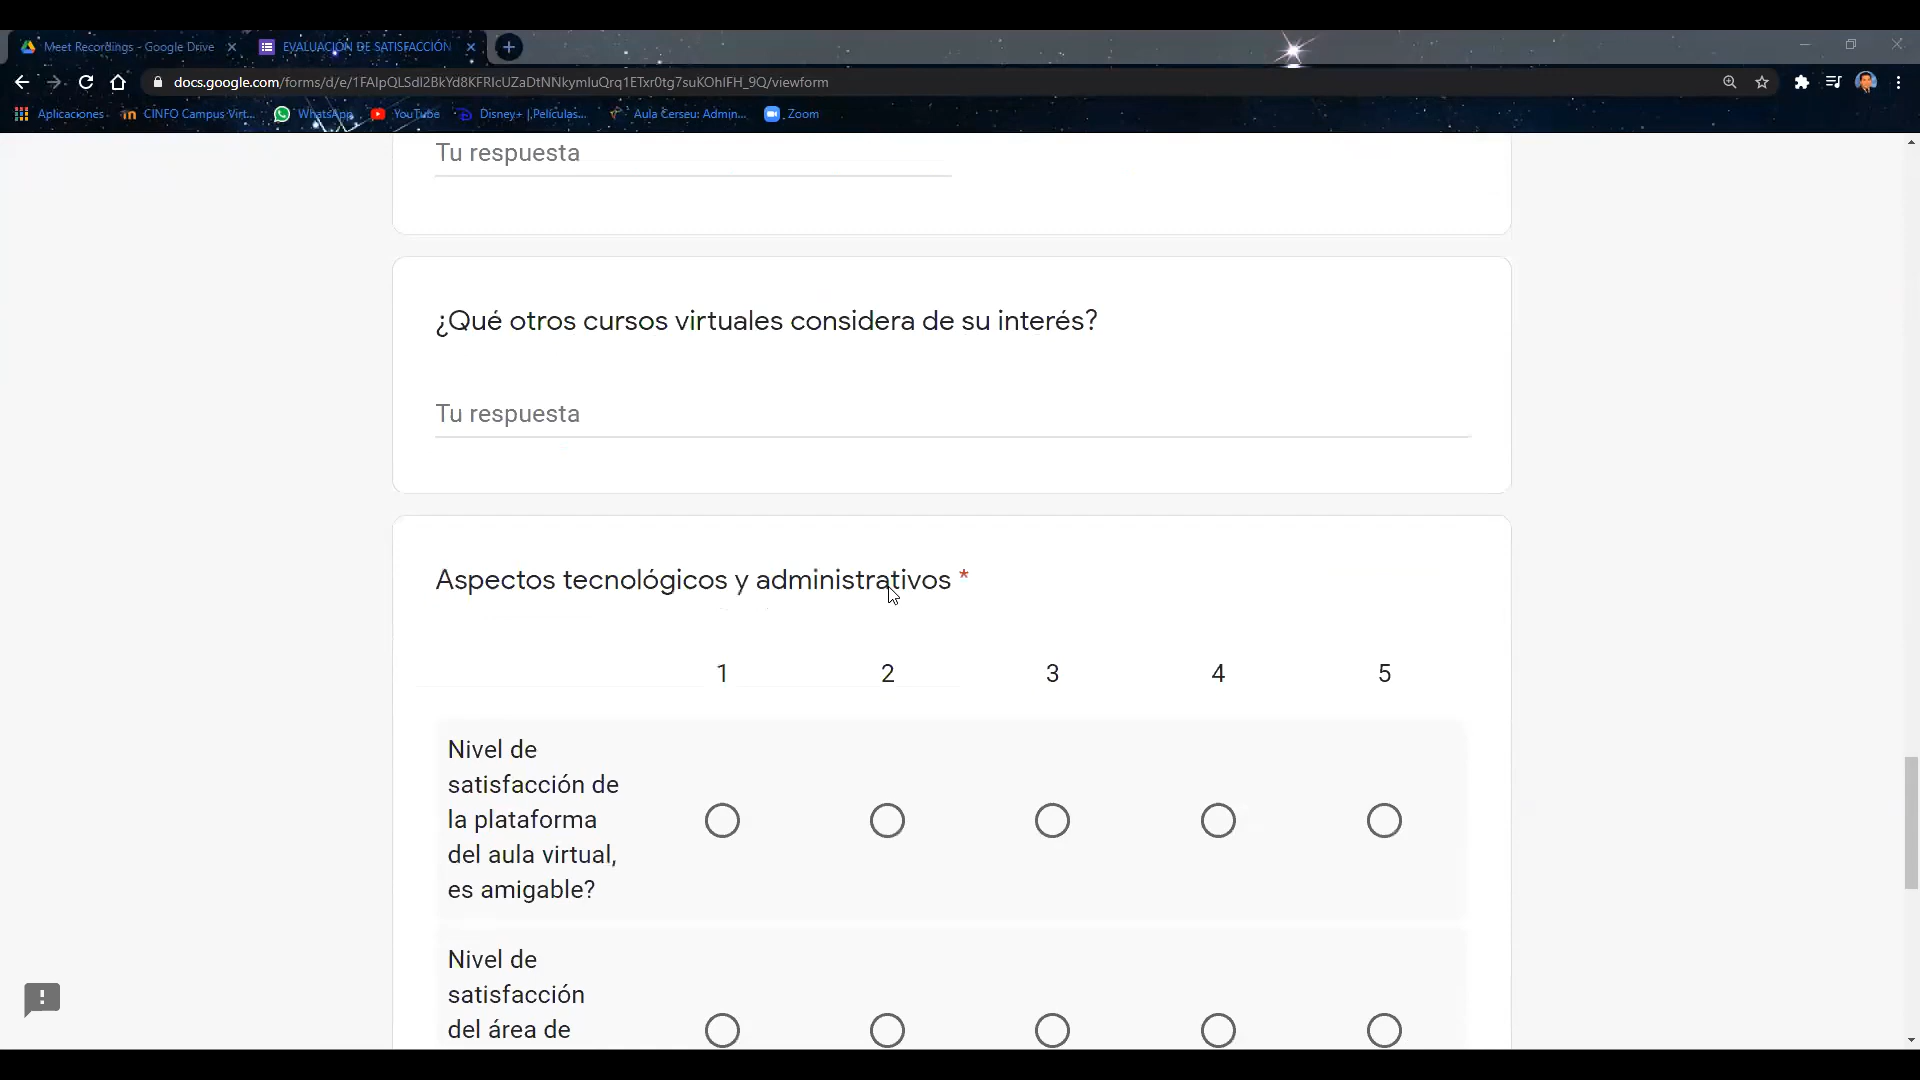 Meet Recordings - Google Drive
EVALUACIÓN DE SATISFACCIÓN
docs.google.com/forms/d/e/1FAIpQLSdI2BkYd8KFRIcUZaDtNNkymluQrq1ETxr0tg7suKOhIFH_9Q/viewform
Aplicaciones
CINFO Campus Virt...
WhatsApp
YouTube
Disney+ | Películas...
Aula Cerseu: Admin...
Zoom
Tu respuesta
¿Qué otros cursos virtuales considera de su interés?
Tu respuesta
Aspectos tecnológicos y administrativos *
1 2 3 4 5
Nivel de
satisfacción de
la plataforma
del aula virtual,
es amigable?
Nivel de
satisfacción
del área de